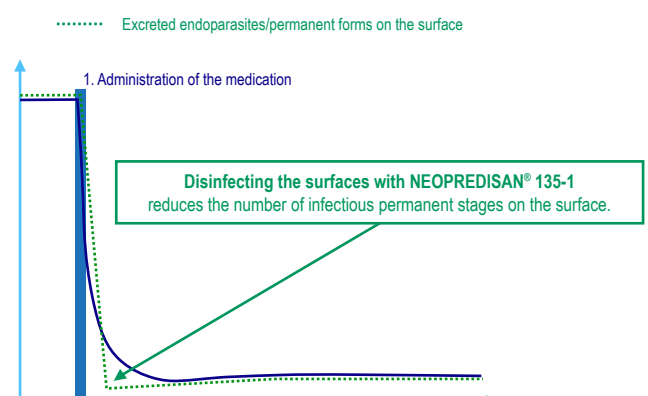 Excreted endoparasites/permanent forms on the surface
1. Administration of the medication
Disinfecting the surfaces with NEOPREDISAN® 135-1
reduces the number of infectious permanent stages on the surface.